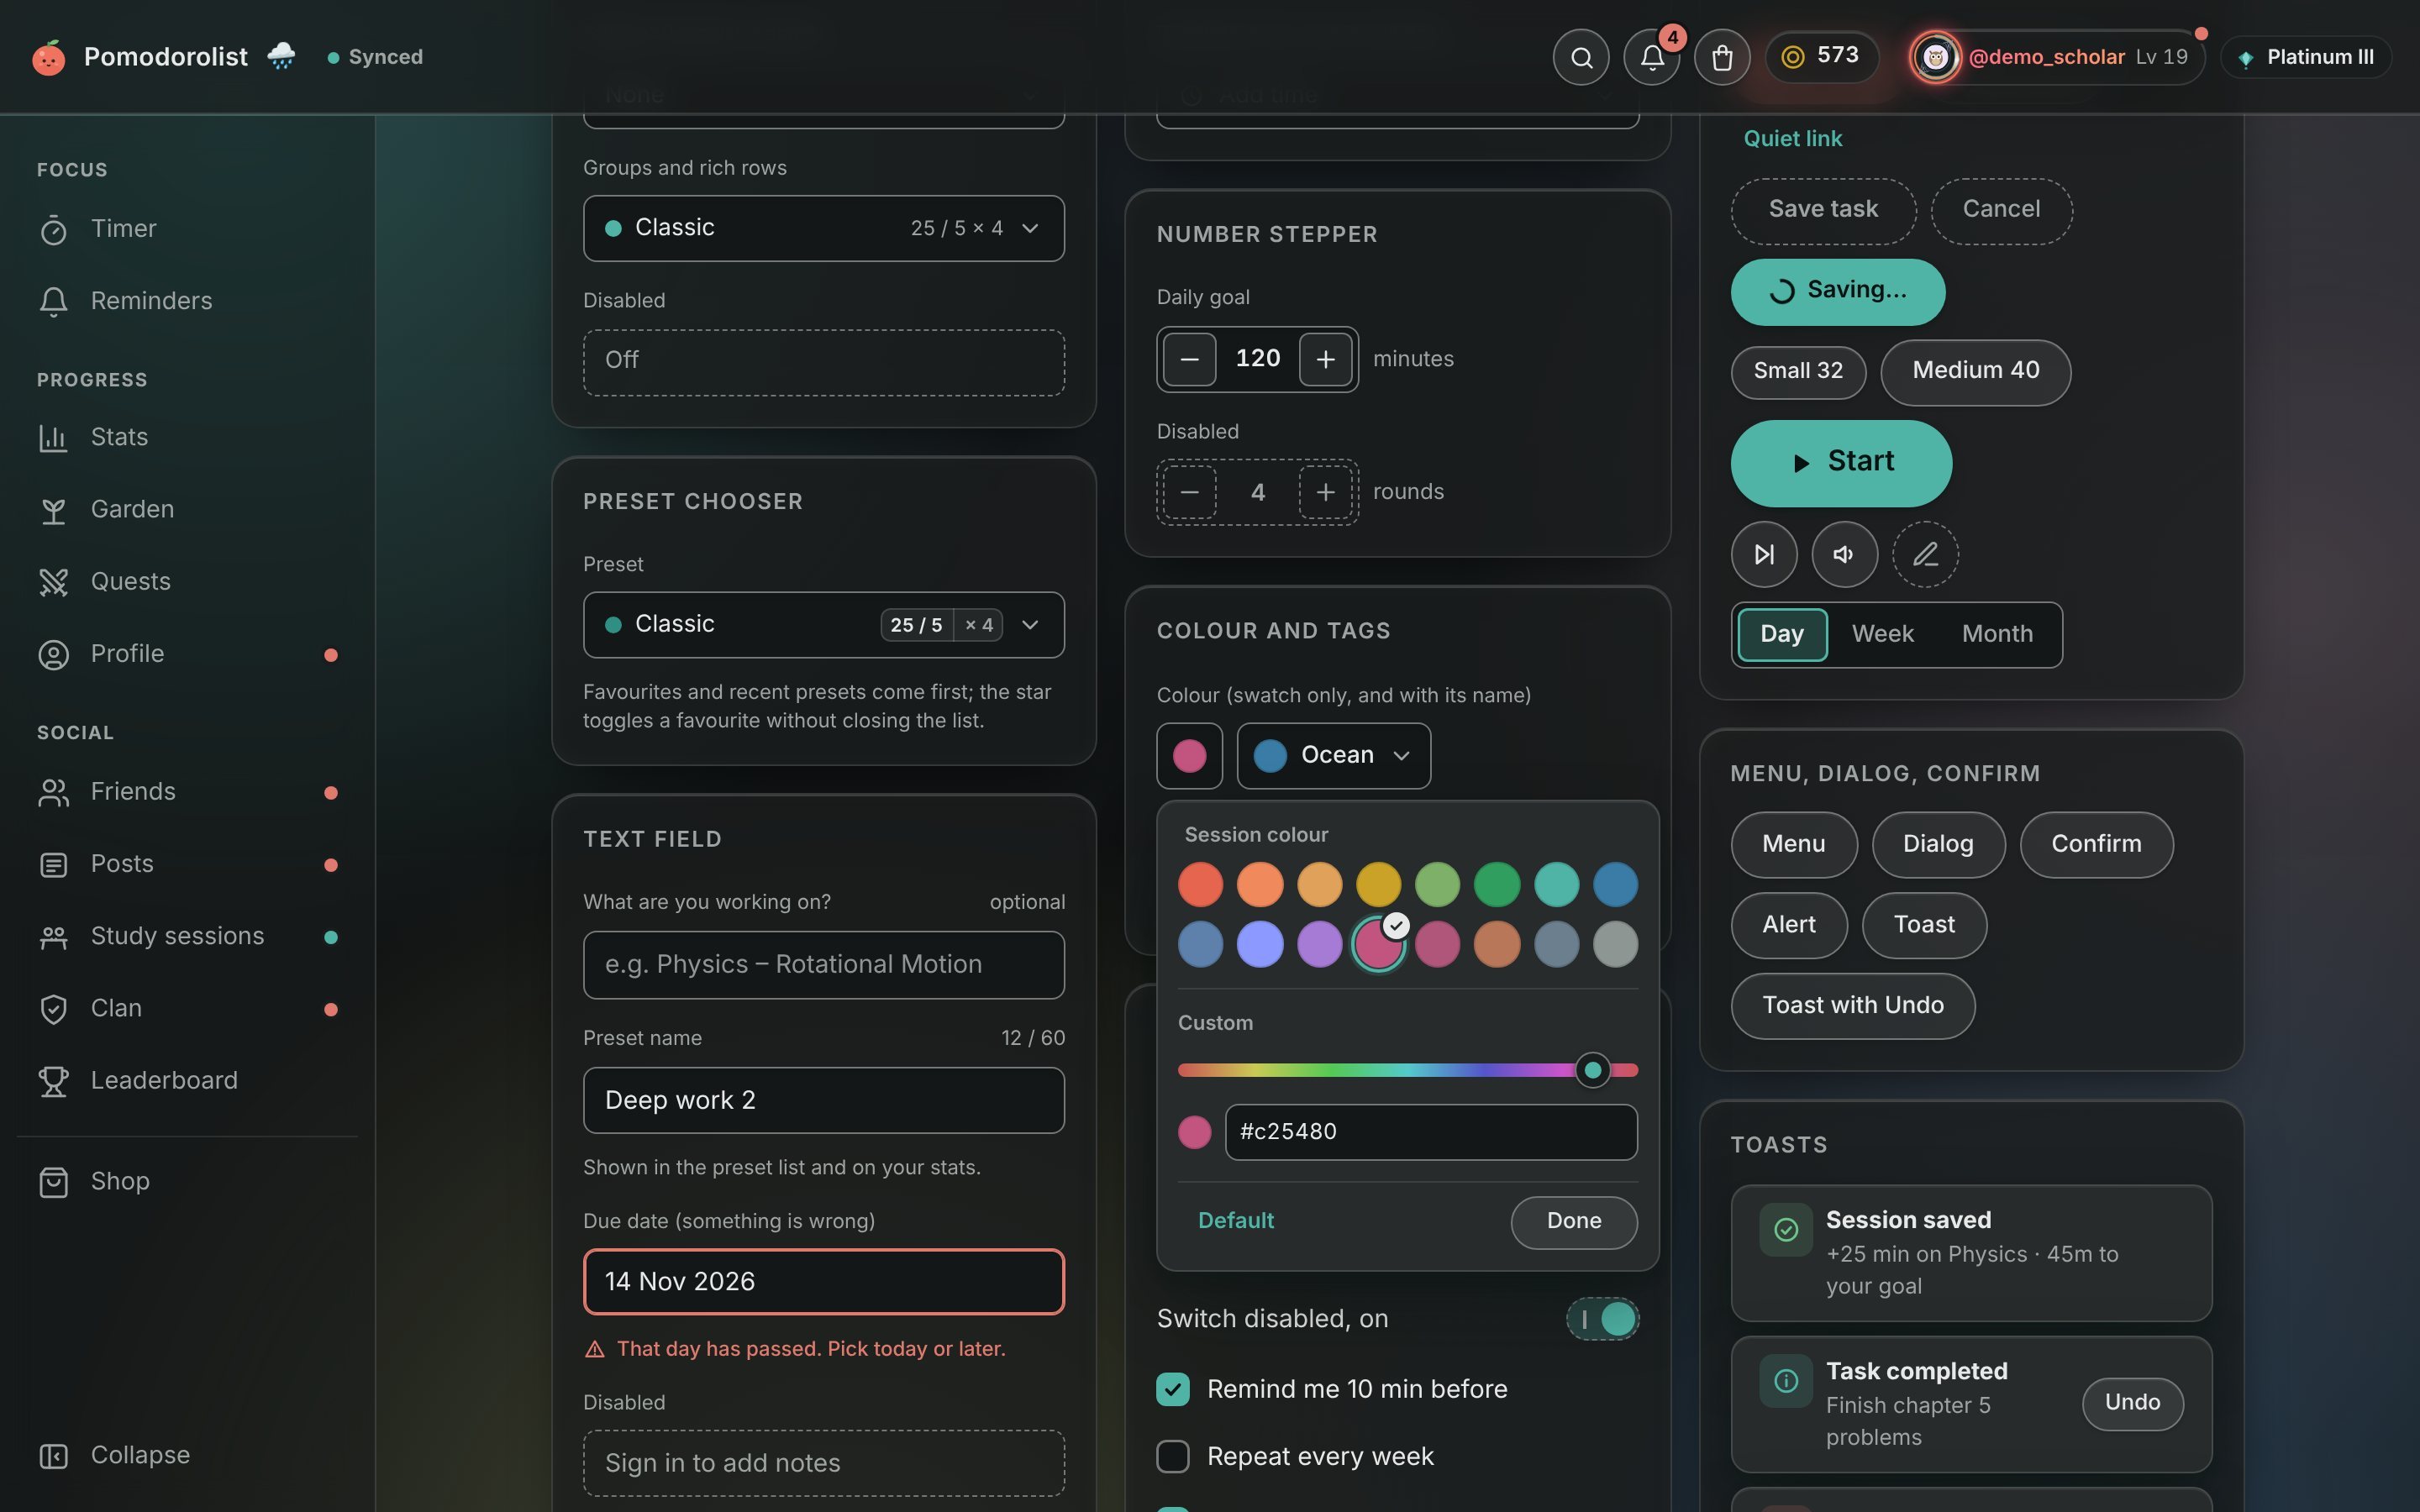 Pomodorolist
Synced
4
573
@demo_scholar Lv 19
Platinum III
FOCUS
Timer
Reminders
PROGRESS
Stats
Garden
Quests
Profile
SOCIAL
Friends
Posts
Study sessions
Clan
Leaderboard
Shop
Collapse
None
Groups and rich rows
Classic 25 / 5 × 4
Disabled
Off
PRESET CHOOSER
Preset
Classic 25 / 5 × 4
Favourites and recent presets come first; the star
toggles a favourite without closing the list.
TEXT FIELD
What are you working on? optional
e.g. Physics – Rotational Motion
Preset name 12 / 60
Deep work 2
Shown in the preset list and on your stats.
Due date (something is wrong)
14 Nov 2026
That day has passed. Pick today or later.
Disabled
Sign in to add notes
Add time
NUMBER STEPPER
Daily goal
− 120 + minutes
Disabled
− 4 + rounds
COLOUR AND TAGS
Colour (swatch only, and with its name)
Ocean
Session colour
Custom
#c25480
Default Done
Switch disabled, on
Remind me 10 min before
Repeat every week
Quiet link
Save task Cancel
Saving...
Small 32 Medium 40
Start
Day Week Month
MENU, DIALOG, CONFIRM
Menu Dialog Confirm
Alert Toast
Toast with Undo
TOASTS
Session saved
+25 min on Physics · 45m to
your goal
Task completed
Finish chapter 5
problems
Undo